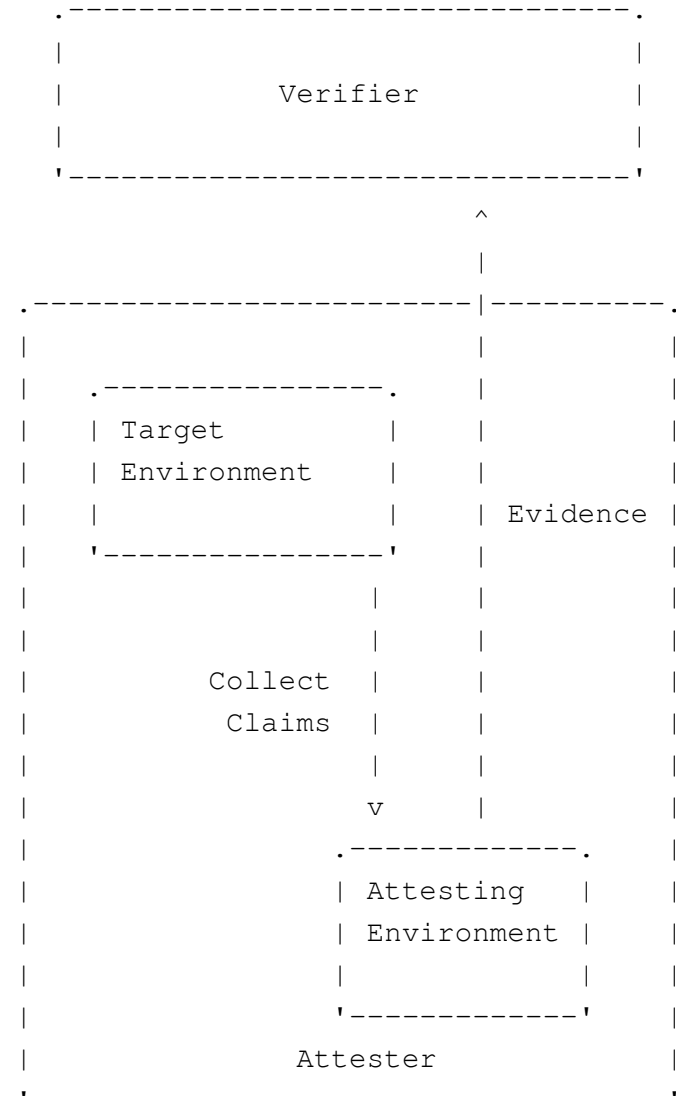 Verifier
Target
Environment
Evidence
Collect
Claims
Attesting
Environment
Attester